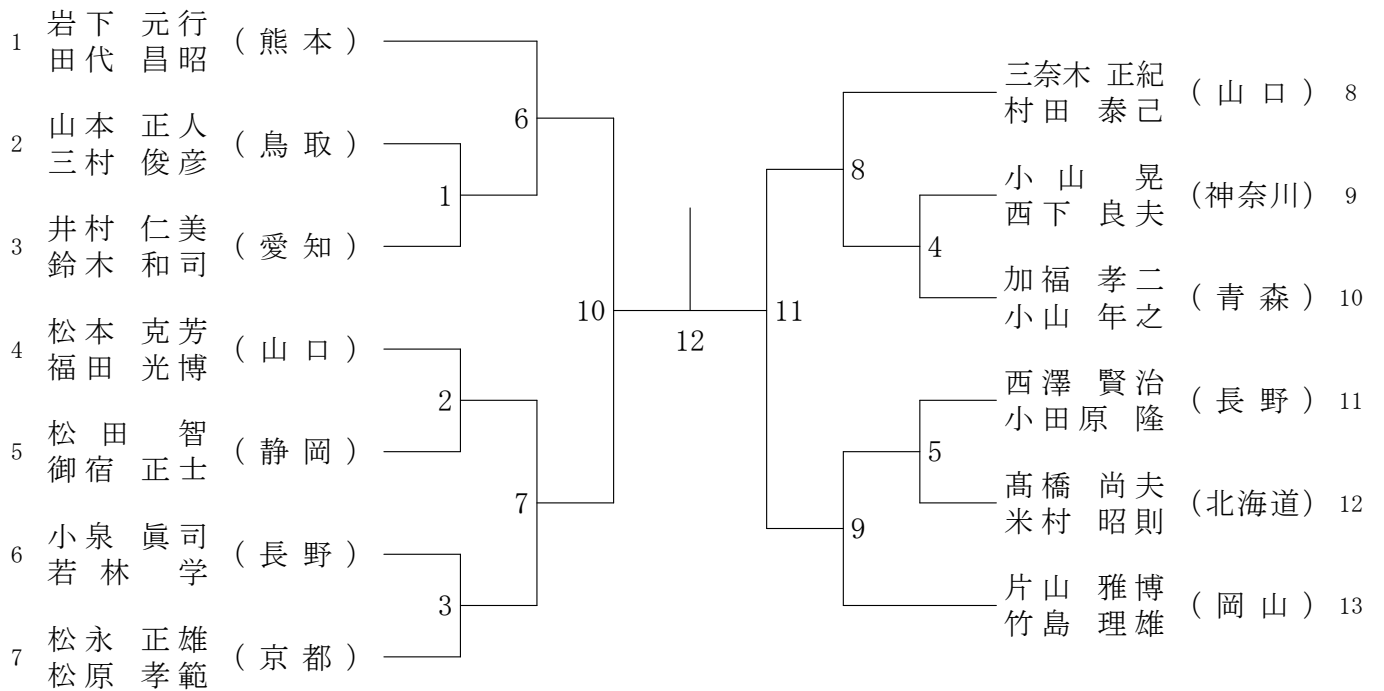 1 岩下 元行 (熊本)
田代 昌昭
2 山本 正人 (鳥取)
三村 俊彦
3 井村 仁美 (愛知)
鈴木 和司
4 松本 克芳 (山口)
福田 光博
5 松田 智 (静岡)
御宿 正士
6 小泉 眞司 (長野)
若林 学
7 松永 正雄 (京都)
松原 孝範
6
1
10
2
7
3
12
11
8
4
5
9
三奈木 正紀 (山口) 8
村田 泰己
小山 晃 (神奈川) 9
西下 良夫
加福 孝二 (青森) 10
小山 年之
西澤 賢治 (長野) 11
小田原 隆
髙橋 尚夫 (北海道) 12
米村 昭則
片山 雅博 (岡山) 13
竹島 理雄